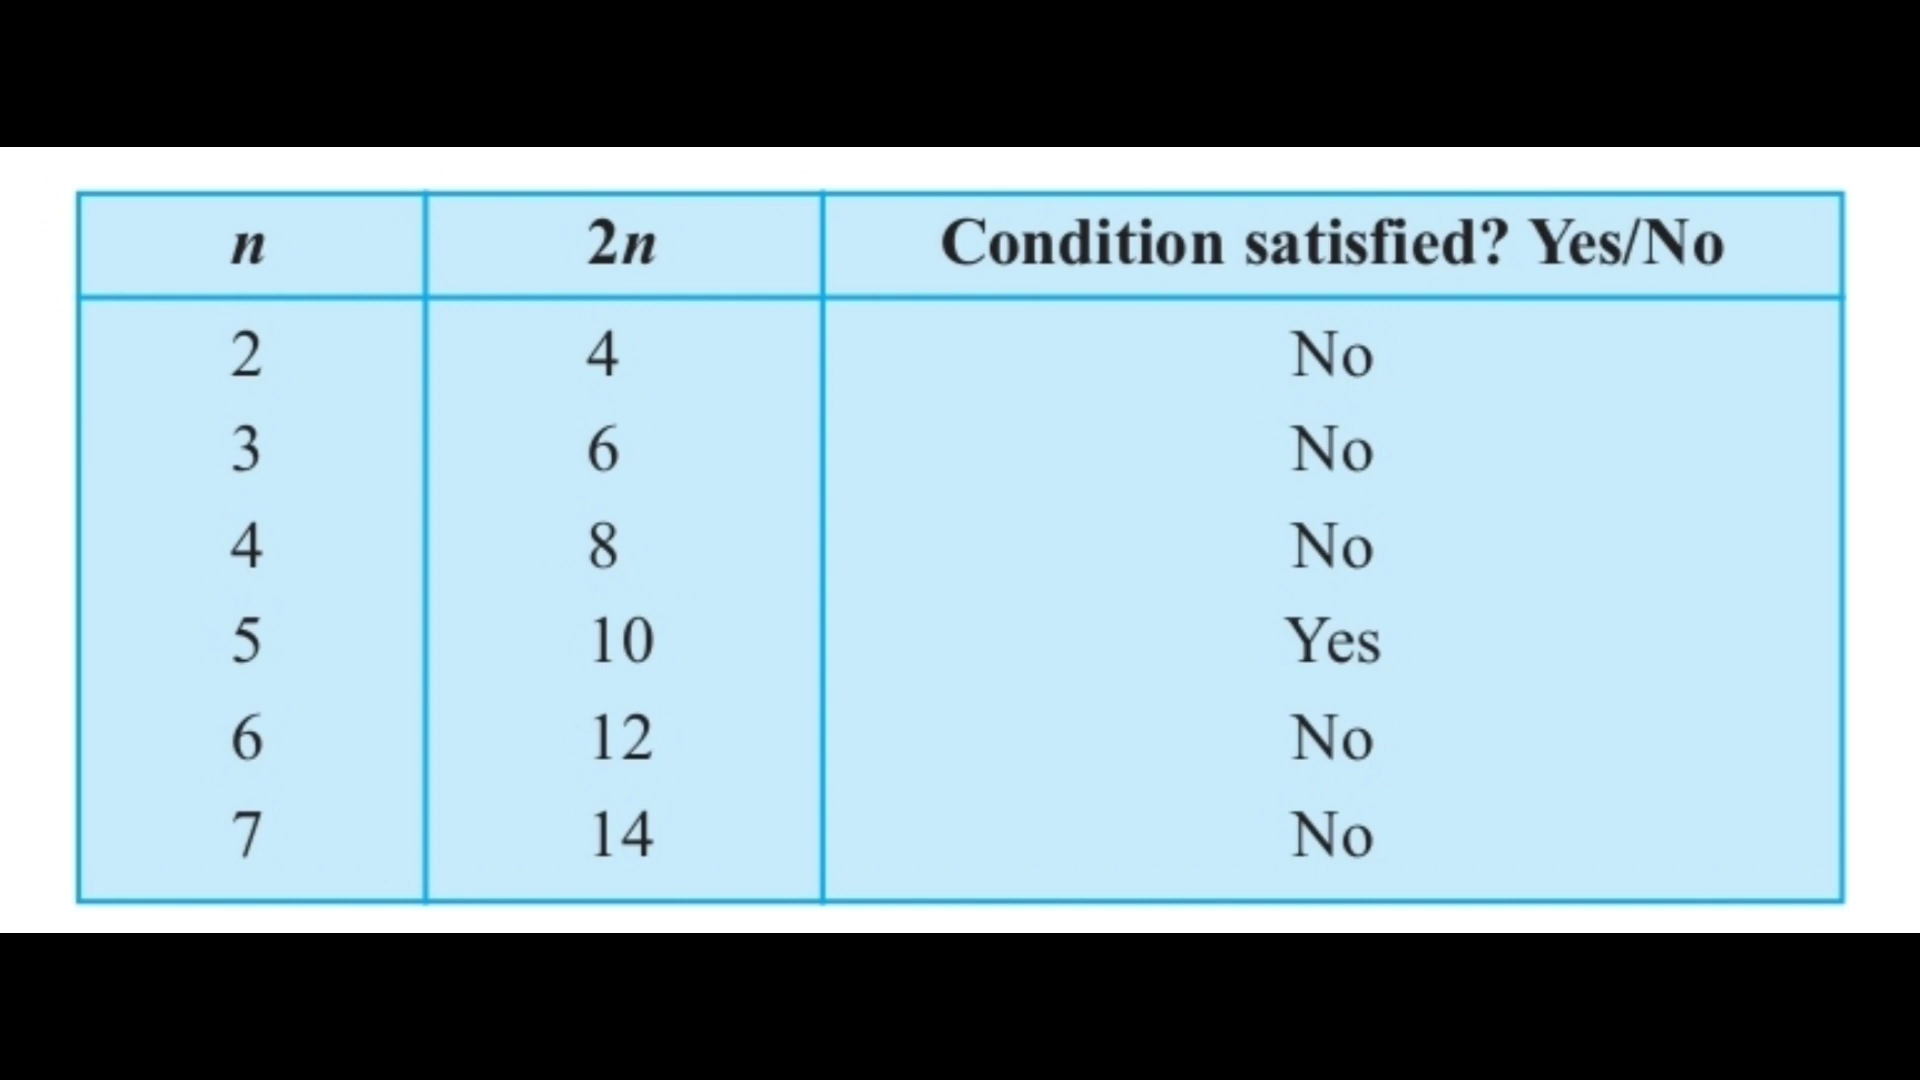 n 2n Condition satisfied? Yes/No
2 4 No
3 6 No
4 8 No
5 10 Yes
6 12 No
7 14 No